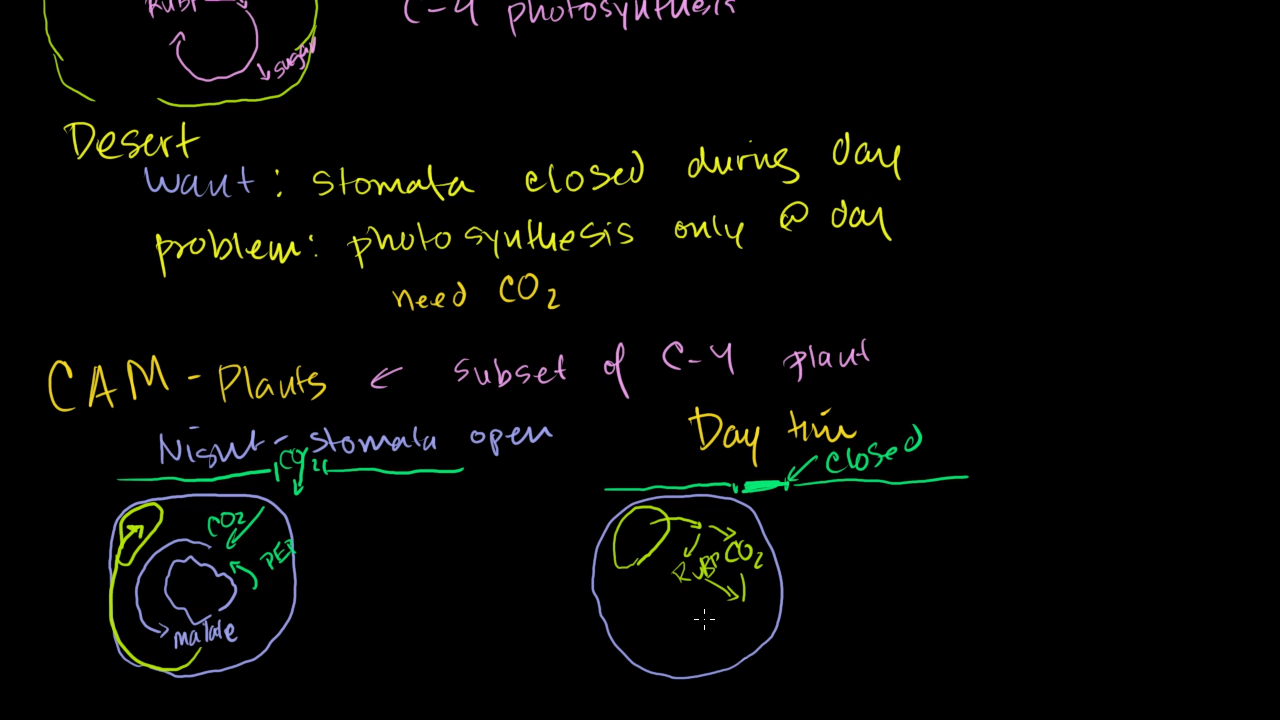 RuBP
C-4 photosynthesis
sugar
Desert
want: stomata closed during day
problem: photosynthesis only @ day
need CO2
CAM-Plants ← subset of C-4 plant
Night - stomata open
Day time
CO2
closed
CO2
PEP
malate
RuBP
CO2